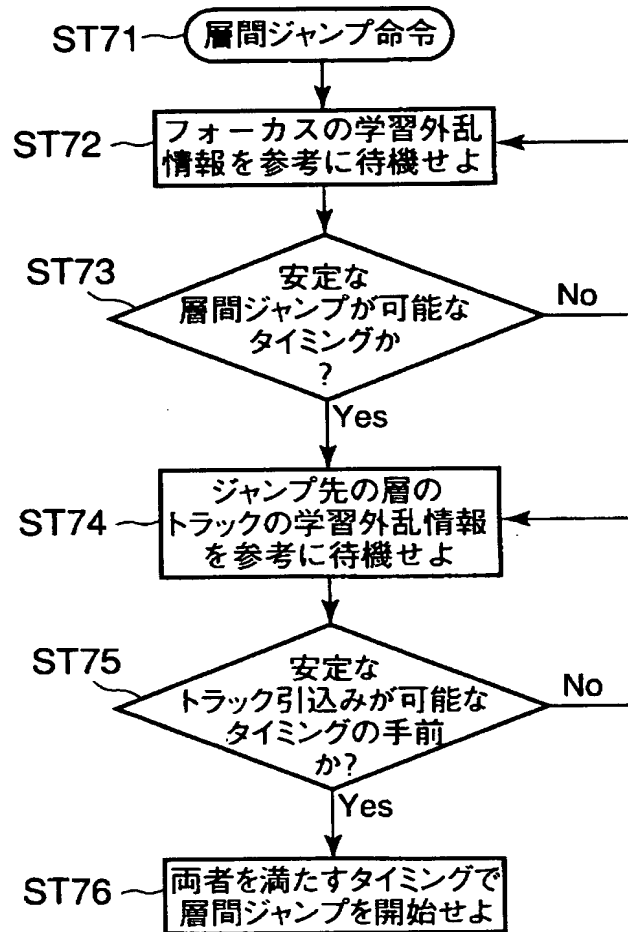 ST71
層間ジャンプ命令
ST72
フォーカスの学習外乱
情報を参考に待機せよ
ST73
安定な
層間ジャンプが可能な
タイミングか
?
No
Yes
ST74
ジャンプ先の層の
トラックの学習外乱情報
を参考に待機せよ
ST75
安定な
トラック引込みが可能な
タイミングの手前
か?
No
Yes
ST76
両者を満たすタイミングで
層間ジャンプを開始せよ